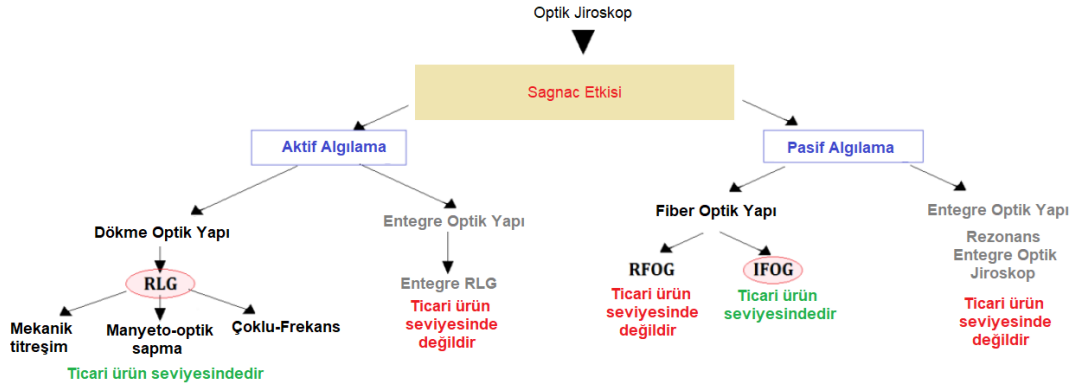 Optik Jiroskop
Sagnac Etkisi
Aktif Algılama
Pasif Algılama
Dökme Optik Yapı
Entegre Optik Yapı
Fiber Optik Yapı
Entegre Optik Yapı
RLG
Entegre RLG
Ticari ürün
seviyesinde
değildir
RFOG
IFOG
Rezonans
Entegre Optik
Jiroskop
Mekanik
titreşim
Manyeto-optik
sapma
Çoklu-Frekans
Ticari ürün seviyesindedir
Ticari ürün
seviyesinde
değildir
Ticari ürün
seviyesindedir
Ticari ürün
seviyesinde
değildir